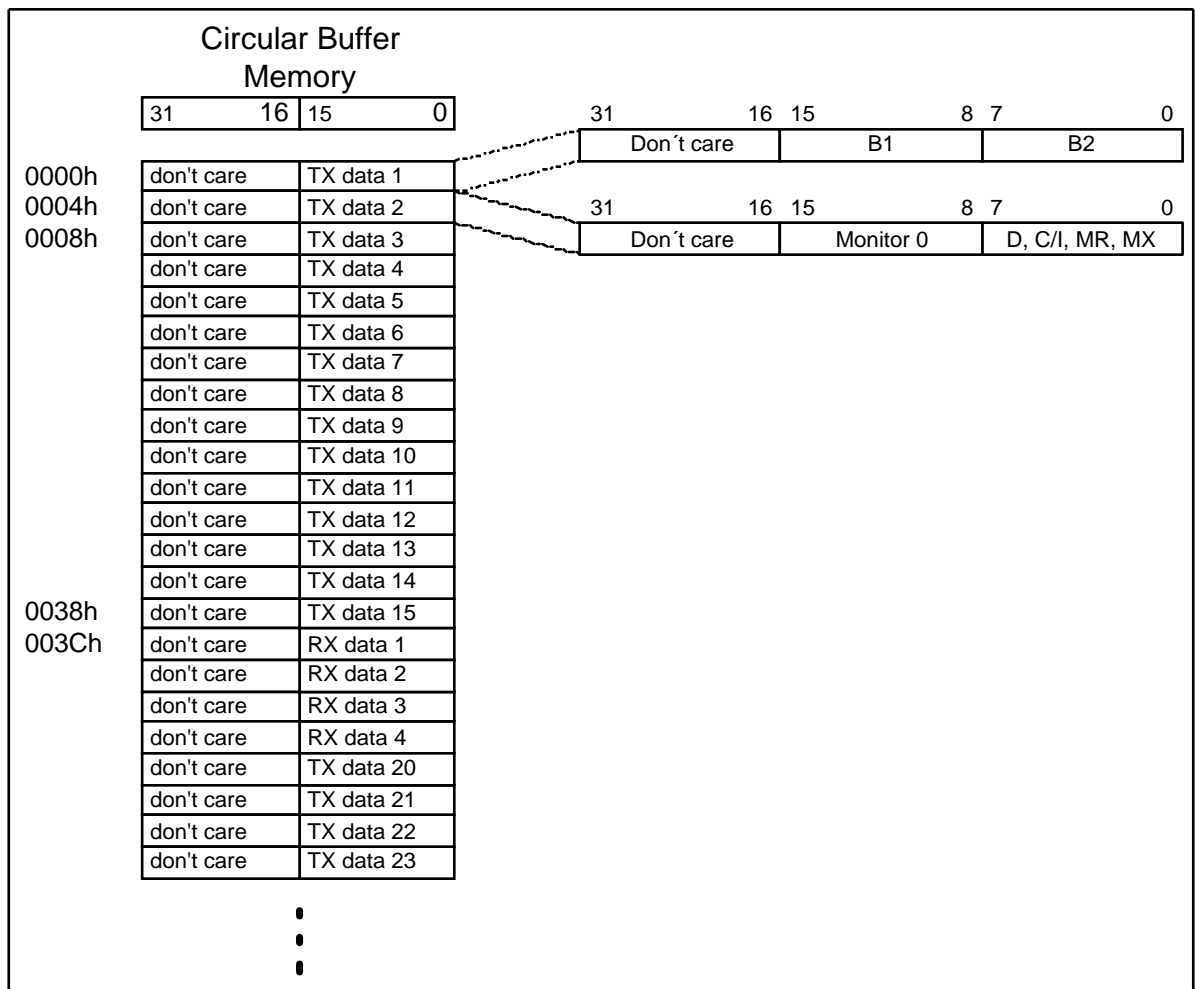 Circular Buffer
Memory
31 16 15 0
31 16 15 8 7 0
Don´t care B1 B2
0000h don't care TX data 1
0004h don't care TX data 2
31 16 15 8 7 0
0008h don't care TX data 3
Don´t care Monitor 0 D, C/I, MR, MX
don't care TX data 4
don't care TX data 5
don't care TX data 6
don't care TX data 7
don't care TX data 8
don't care TX data 9
don't care TX data 10
don't care TX data 11
don't care TX data 12
don't care TX data 13
don't care TX data 14
0038h don't care TX data 15
003Ch don't care RX data 1
don't care RX data 2
don't care RX data 3
don't care RX data 4
don't care TX data 20
don't care TX data 21
don't care TX data 22
don't care TX data 23